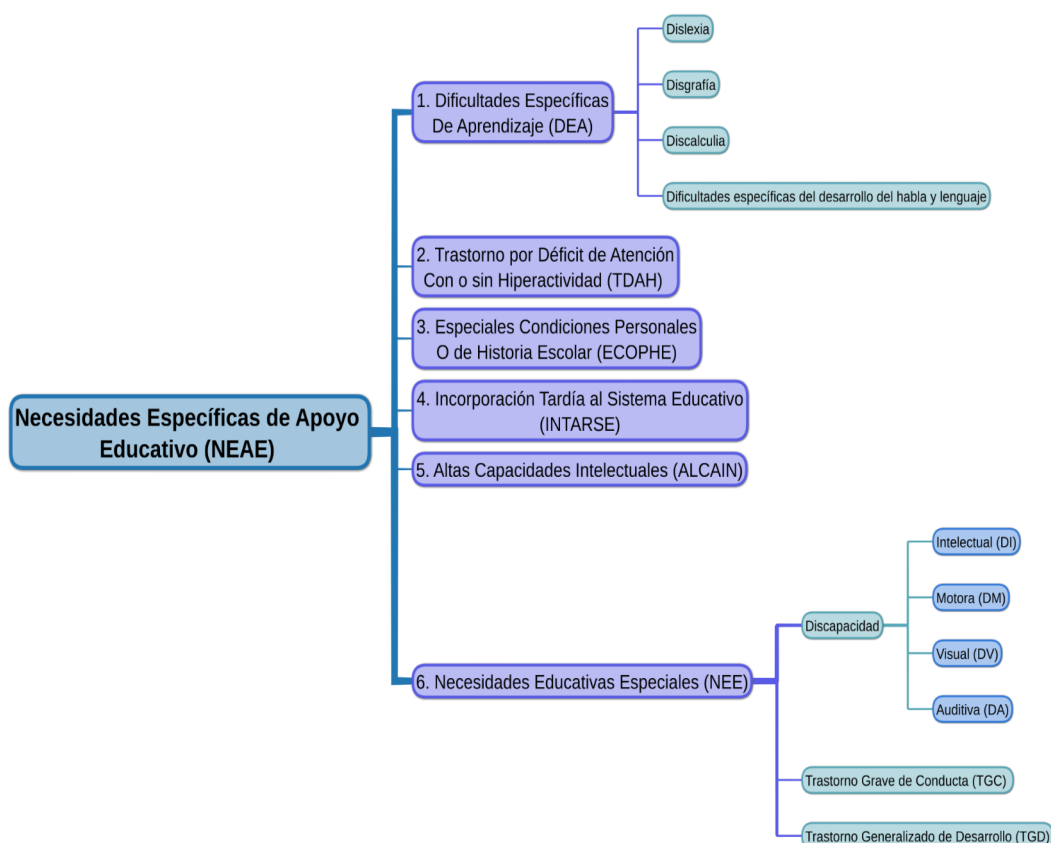 Necesidades Específicas de Apoyo
Educativo (NEAE)
1. Dificultades Específicas
De Aprendizaje (DEA)
Dislexia
Disgrafía
Discalculia
Dificultades específicas del desarrollo del habla y lenguaje
2. Trastorno por Déficit de Atención
Con o sin Hiperactividad (TDAH)
3. Especiales Condiciones Personales
O de Historia Escolar (ECOPHE)
4. Incorporación Tardía al Sistema Educativo
(INTARSE)
5. Altas Capacidades Intelectuales (ALCAIN)
6. Necesidades Educativas Especiales (NEE)
Discapacidad
Intelectual (DI)
Motora (DM)
Visual (DV)
Auditiva (DA)
Trastorno Grave de Conducta (TGC)
Trastorno Generalizado de Desarrollo (TGD)